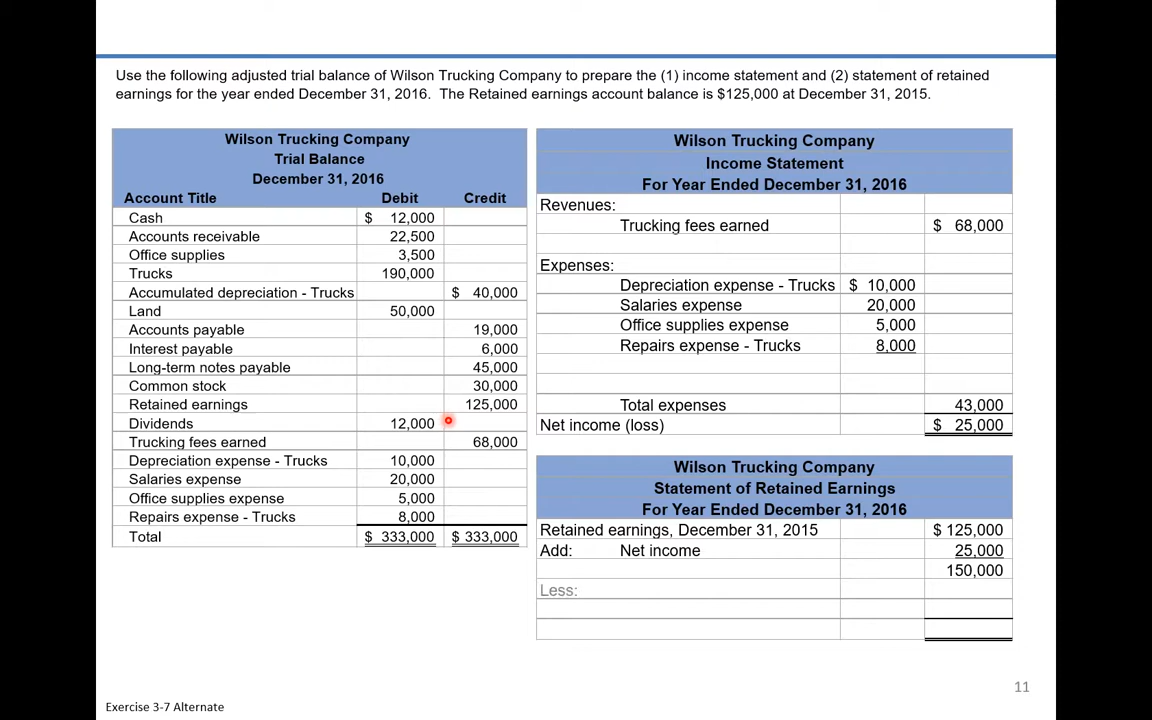 Use the following adjusted trial balance of Wilson Trucking Company to prepare the (1) income statement and (2) statement of retained
earnings for the year ended December 31, 2016.  The Retained earnings account balance is $125,000 at December 31, 2015.
Wilson Trucking Company
Trial Balance
December 31, 2016
Account Title Debit Credit
Cash $ 12,000
Accounts receivable 22,500
Office supplies 3,500
Trucks 190,000
Accumulated depreciation - Trucks $ 40,000
Land 50,000
Accounts payable 19,000
Interest payable 6,000
Long-term notes payable 45,000
Common stock 30,000
Retained earnings 125,000
Dividends 12,000
Trucking fees earned 68,000
Depreciation expense - Trucks 10,000
Salaries expense 20,000
Office supplies expense 5,000
Repairs expense - Trucks 8,000
Total $ 333,000 $ 333,000
Wilson Trucking Company
Income Statement
For Year Ended December 31, 2016
Revenues:
Trucking fees earned $ 68,000
Expenses:
Depreciation expense - Trucks $ 10,000
Salaries expense 20,000
Office supplies expense 5,000
Repairs expense - Trucks 8,000
Total expenses 43,000
Net income (loss) $ 25,000
Wilson Trucking Company
Statement of Retained Earnings
For Year Ended December 31, 2016
Retained earnings, December 31, 2015 $ 125,000
Add: Net income 25,000
150,000
Less:
11
Exercise 3-7 Alternate